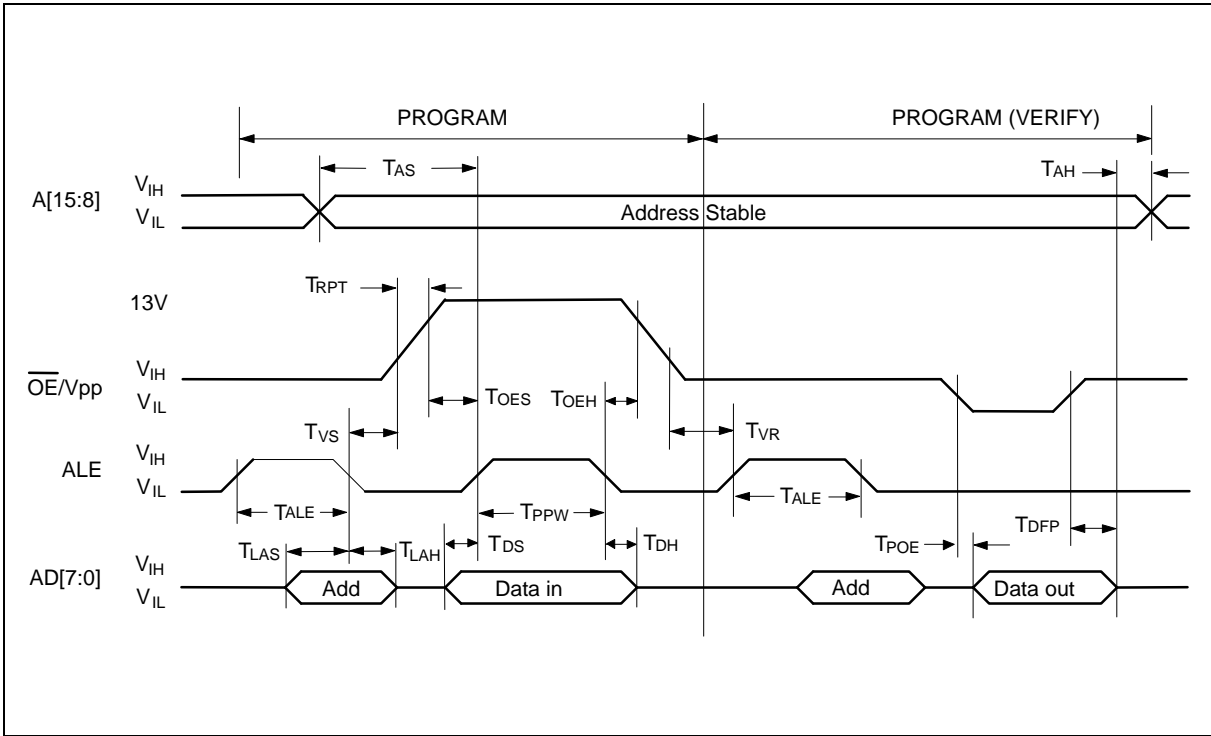 PROGRAM
PROGRAM (VERIFY)
TAS
TAH
A[15:8]
VIH
VIL
Address Stable
TRPT
13V
OE/Vpp
VIH
VIL
TOES
TOEH
TVS
TVR
ALE
VIH
VIL
TALE
TPPW
TALE
TLAS
TLAH
TDS
TDH
TPOE
TDFP
AD[7:0]
VIH
VIL
Add
Data in
Add
Data out